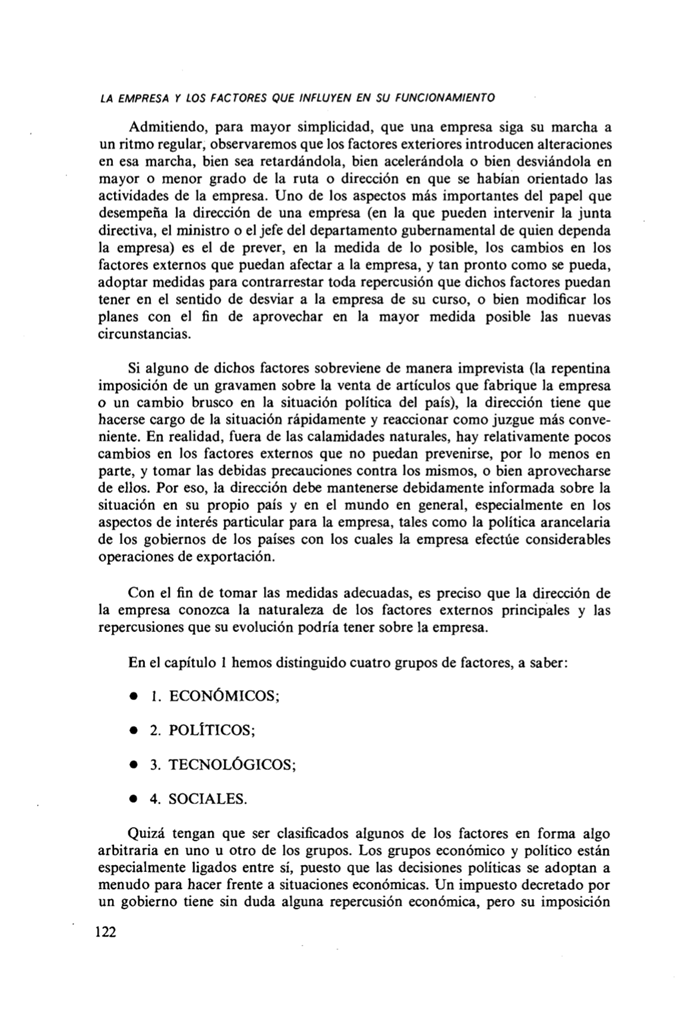 LA EMPRESA Y LOS FACTORES QUE INFLUYEN EN SU FUNCIONAMIENTO
Admitiendo, para mayor simplicidad, que una empresa siga su marcha a
un ritmo regular, observaremos que los factores exteriores introducen alteraciones
en esa marcha, bien sea retardándola, bien acelerándola o bien desviándola en
mayor o menor grado de la ruta o dirección en que se habían orientado las
actividades de la empresa. Uno de los aspectos más importantes del papel que
desempeña la dirección de una empresa (en la que pueden intervenir la junta
directiva, el ministro o el jefe del departamento gubernamental de quien dependa
la empresa) es el de prever, en la medida de lo posible, los cambios en los
factores externos que puedan afectar a la empresa, y tan pronto como se pueda,
adoptar medidas para contrarrestar toda repercusión que dichos factores puedan
tener en el sentido de desviar a la empresa de su curso, o bien modificar los
planes con el fin de aprovechar en la mayor medida posible las nuevas
circunstancias.
Si alguno de dichos factores sobreviene de manera imprevista (la repentina
imposición de un gravamen sobre la venta de artículos que fabrique la empresa
o un cambio brusco en la situación política del país), la dirección tiene que
hacerse cargo de la situación rápidamente y reaccionar como juzgue más conve-
niente. En realidad, fuera de las calamidades naturales, hay relativamente pocos
cambios en los factores externos que no puedan prevenirse, por lo menos en
parte, y tomar las debidas precauciones contra los mismos, o bien aprovecharse
de ellos. Por eso, la dirección debe mantenerse debidamente informada sobre la
situación en su propio país y en el mundo en general, especialmente en los
aspectos de interés particular para la empresa, tales como la política arancelaria
de los gobiernos de los países con los cuales la empresa efectúe considerables
operaciones de exportación.
Con el fin de tomar las medidas adecuadas, es preciso que la dirección de
la empresa conozca la naturaleza de los factores externos principales y las
repercusiones que su evolución podría tener sobre la empresa.
En el capítulo 1 hemos distinguido cuatro grupos de factores, a saber:
• 1. ECONÓMICOS;
• 2. POLÍTICOS;
• 3. TECNOLÓGICOS;
• 4. SOCIALES.
Quizá tengan que ser clasificados algunos de los factores en forma algo
arbitraria en uno u otro de los grupos. Los grupos económico y político están
especialmente ligados entre sí, puesto que las decisiones políticas se adoptan a
menudo para hacer frente a situaciones económicas. Un impuesto decretado por
un gobierno tiene sin duda alguna repercusión económica, pero su imposición
122